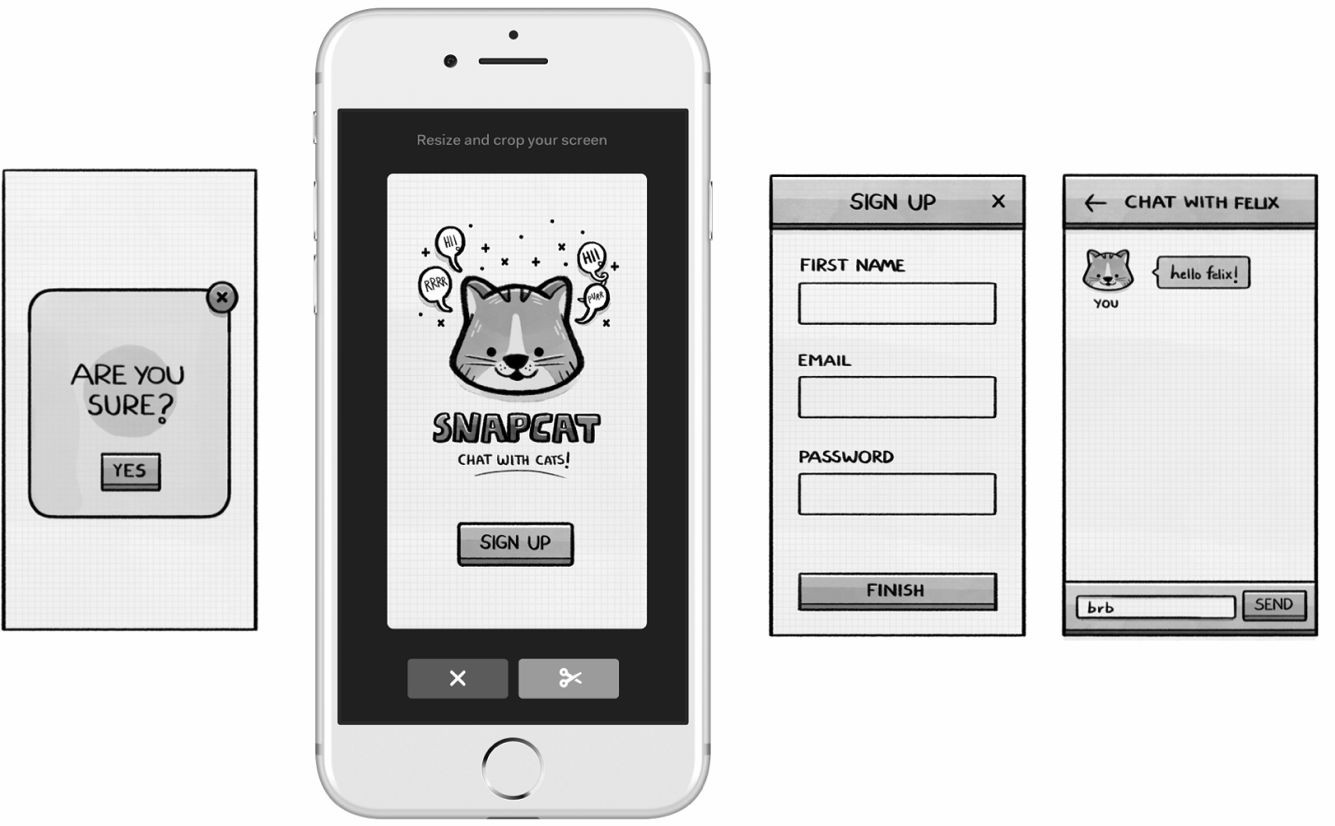 ARE YOU
SURE?
YES
Resize and crop your screen
HI!
RRRR
HI!
PURR
SNAPCAT
CHAT WITH CATS!
SIGN UP
SIGN UP
FIRST NAME
EMAIL
PASSWORD
FINISH
CHAT WITH FELIX
hello felix!
YOU
brb
SEND